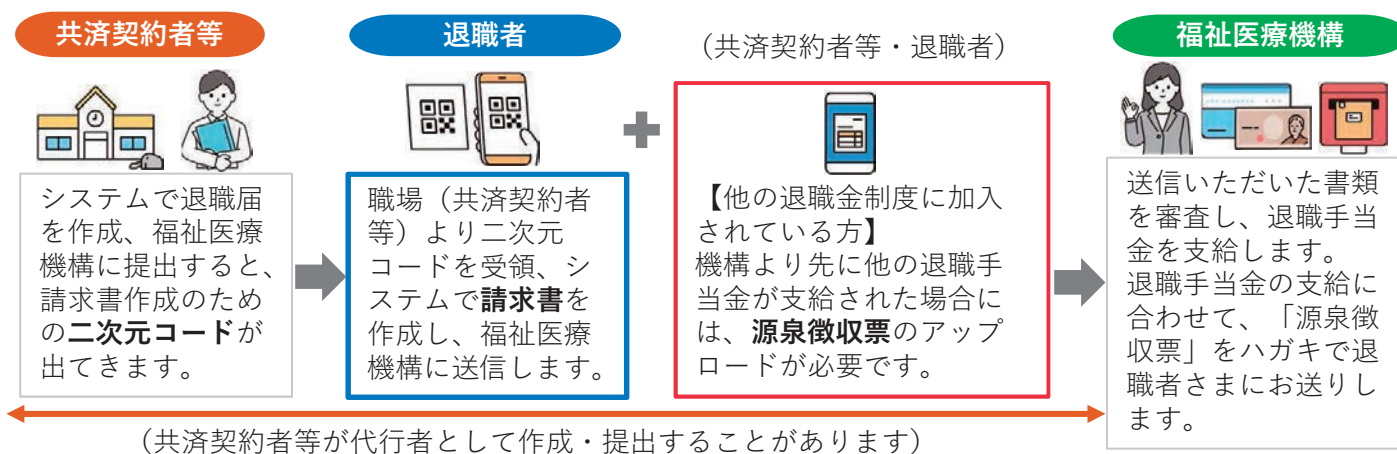 共済契約者等
システムで退職届
を作成、福祉医療
機構に提出すると、
請求書作成のため
の二次元コードが
出てきます。
退職者
職場（共済契約者
等）より二次元
コードを受領、シ
ステムで請求書を
作成し、福祉医療
機構に送信します。
（共済契約者等・退職者）
【他の退職金制度に加入
されている方】
機構より先に他の退職手
当金が支給された場合に
は、源泉徴収票のアップ
ロードが必要です。
福祉医療機構
送信いただいた書類
を審査し、退職手当
金を支給します。
退職手当金の支給に
合わせて、「源泉徴
収票」をハガキで退
職者さまにお送りし
ます。
（共済契約者等が代行者として作成・提出することがあります）